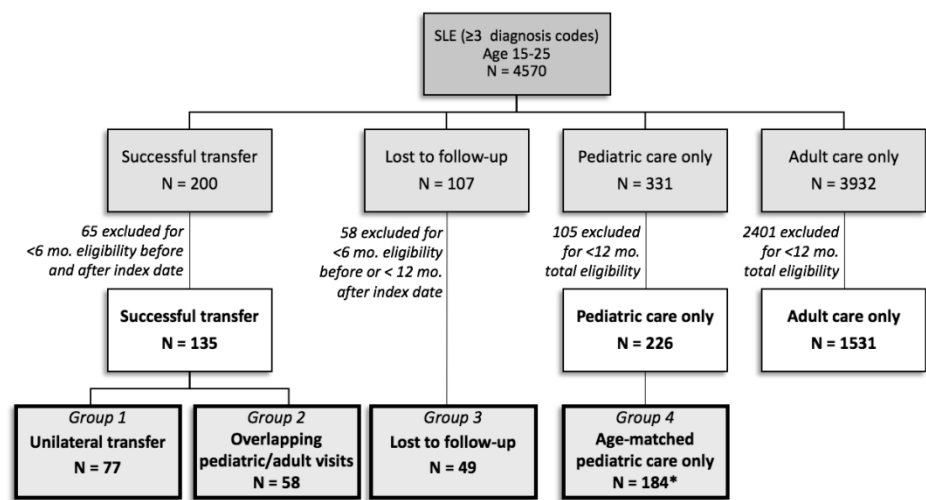 SLE (≥3 diagnosis codes)
Age 15-25
N = 4570
Successful transfer
N = 200
Lost to follow-up
N = 107
Pediatric care only
N = 331
Adult care only
N = 3932
65 excluded for
<6 mo. eligibility before
and after index date
58 excluded for
<6 mo. eligibility
before or < 12 mo.
after index date
105 excluded
for <12 mo.
total eligibility
2401 excluded
for <12 mo.
total eligibility
Successful transfer
N = 135
Pediatric care only
N = 226
Adult care only
N = 1531
Group 1
Unilateral transfer
N = 77
Group 2
Overlapping
pediatric/adult visits
N = 58
Group 3
Lost to follow-up
N = 49
Group 4
Age-matched
pediatric care only
N = 184*